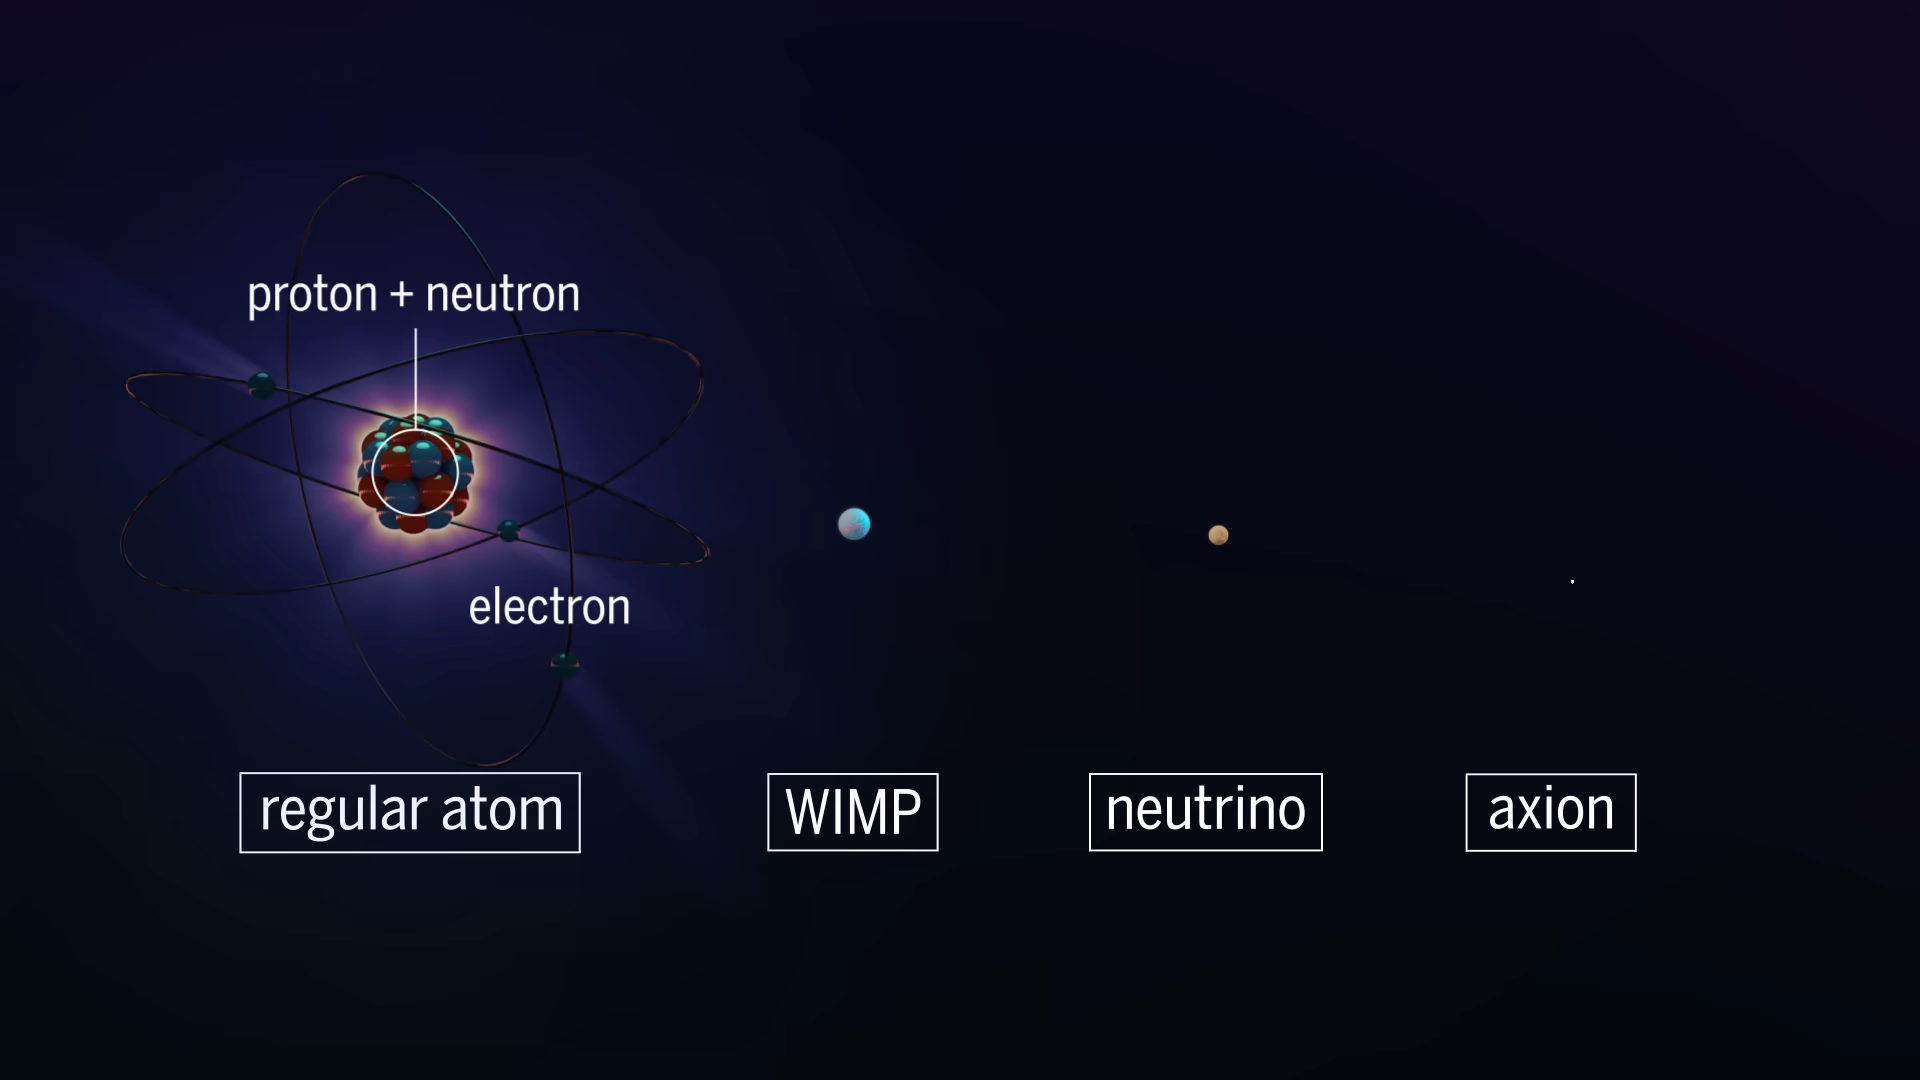 proton + neutron
electron
regular atom
WIMP
neutrino
axion